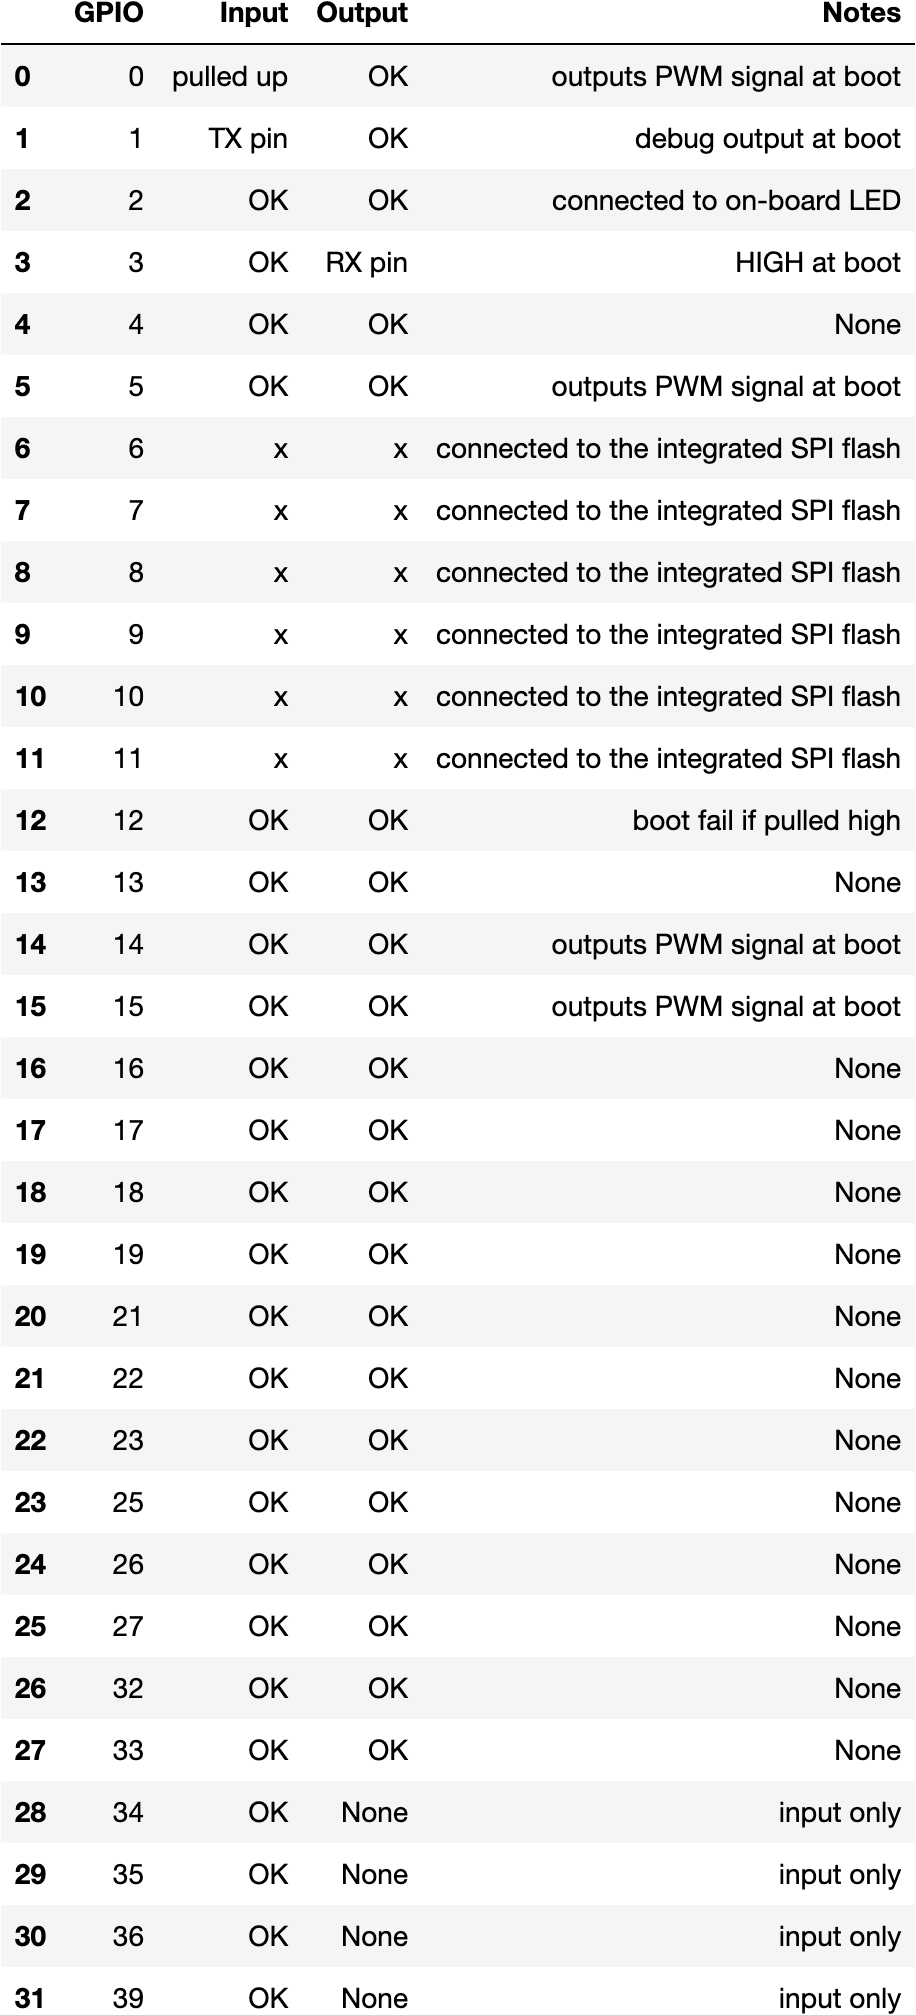 GPIO Input Output Notes
0 0 pulled up OK outputs PWM signal at boot
1 1 TX pin OK debug output at boot
2 2 OK OK connected to on-board LED
3 3 OK RX pin HIGH at boot
4 4 OK OK None
5 5 OK OK outputs PWM signal at boot
6 6 x x connected to the integrated SPI flash
7 7 x x connected to the integrated SPI flash
8 8 x x connected to the integrated SPI flash
9 9 x x connected to the integrated SPI flash
10 10 x x connected to the integrated SPI flash
11 11 x x connected to the integrated SPI flash
12 12 OK OK boot fail if pulled high
13 13 OK OK None
14 14 OK OK outputs PWM signal at boot
15 15 OK OK outputs PWM signal at boot
16 16 OK OK None
17 17 OK OK None
18 18 OK OK None
19 19 OK OK None
20 21 OK OK None
21 22 OK OK None
22 23 OK OK None
23 25 OK OK None
24 26 OK OK None
25 27 OK OK None
26 32 OK OK None
27 33 OK OK None
28 34 OK None input only
29 35 OK None input only
30 36 OK None input only
31 39 OK None input only